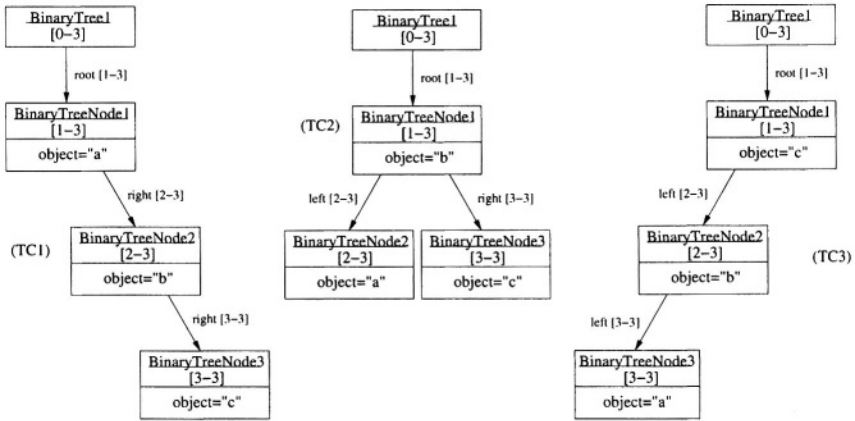 BinaryTree1
[0-3]
root [1-3]
BinaryTreeNode1
[1-3]
object="a"
right [2-3]
(TC1)
BinaryTreeNode2
[2-3]
object="b"
right [3-3]
BinaryTreeNode3
[3-3]
object="c"
BinaryTree1
[0-3]
root [1-3]
(TC2)
BinaryTreeNode1
[1-3]
object="b"
left [2-3]
right [3-3]
BinaryTreeNode2
[2-3]
object="a"
BinaryTreeNode3
[3-3]
object="c"
BinaryTree1
[0-3]
root [1-3]
BinaryTreeNode1
[1-3]
object="c"
left [2-3]
BinaryTreeNode2
[2-3]
object="b"
(TC3)
left [3-3]
BinaryTreeNode3
[3-3]
object="a"